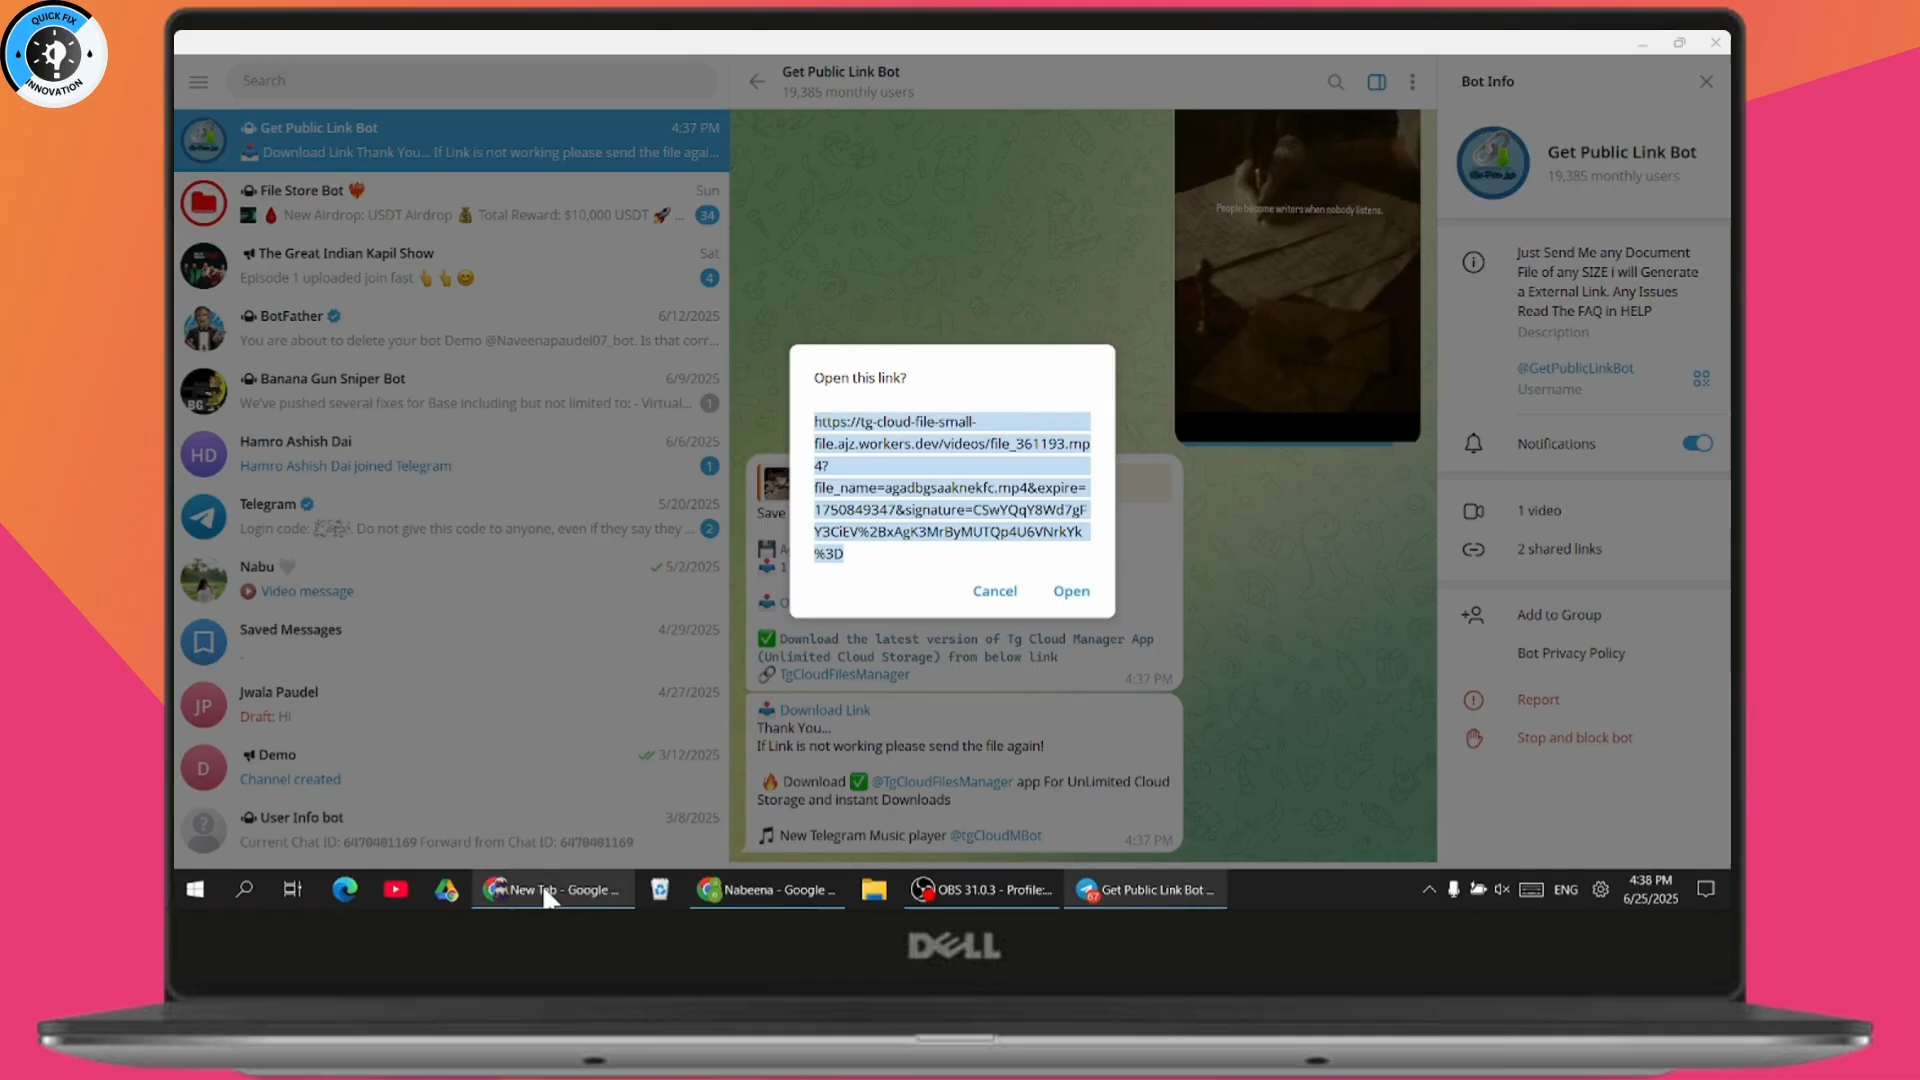 QUICK FIX
INNOVATION
Search
Get Public Link Bot
4:37 PM
Download Link Thank You... If Link is not working please send the file agai...
File Store Bot
Sun
New Airdrop: USDT Airdrop Total Reward: $10,000 USDT ...
34
The Great Indian Kapil Show
Sat
Episode 1 uploaded join fast
4
BotFather
6/12/2025
You are about to delete your bot Demo @Naveenapaudel07_bot. Is that corr...
Banana Gun Sniper Bot
6/9/2025
We've pushed several fixes for Base including but not limited to: - Virtual...
1
BG
HD
Hamro Ashish Dai
6/6/2025
Hamro Ashish Dai joined Telegram
1
Telegram
5/20/2025
Login code: . Do not give this code to anyone, even if they say they ...
2
Nabu
5/2/2025
Video message
Saved Messages
4/29/2025
.
JP
Jwala Paudel
4/27/2025
Draft: Hi
D
Demo
3/12/2025
Channel created
User Info bot
3/8/2025
Current Chat ID: 6470401169 Forward from Chat ID: 6470401169
Get Public Link Bot
19,385 monthly users
People become writers when nobody listens.
Open this link?
https://tg-cloud-file-small-
file.ajz.workers.dev/videos/file_361193.mp
4?
file_name=agadbgsaaknekfc.mp4&expire=
1750849347&signature=CSwYQqY8Wd7gF
Y3CiEV%2BxAgK3MrByMUTQp4U6VNrkYk
%3D
Cancel
Open
Save
Download the latest version of Tg Cloud Manager App
(Unlimited Cloud Storage) from below link
TgCloudFilesManager
4:37 PM
Download Link
Thank You...
If Link is not working please send the file again!
Download @TgCloudFilesManager app For UnLimited Cloud
Storage and instant Downloads
New Telegram Music player @tgCloudMBot
4:37 PM
Bot Info
Get Public Link Bot
19,385 monthly users
Just Send Me any Document
File of any SIZE i will Generate
a External Link. Any Issues
Read The FAQ in HELP
Description
@GetPublicLinkBot
Username
Notifications
1 video
2 shared links
Add to Group
Bot Privacy Policy
Report
Stop and block bot
New Tab - Google ...
Nabeena - Google ...
OBS 31.0.3 - Profile:...
67
Get Public Link Bot ...
ENG
4:38 PM
6/25/2025
DELL